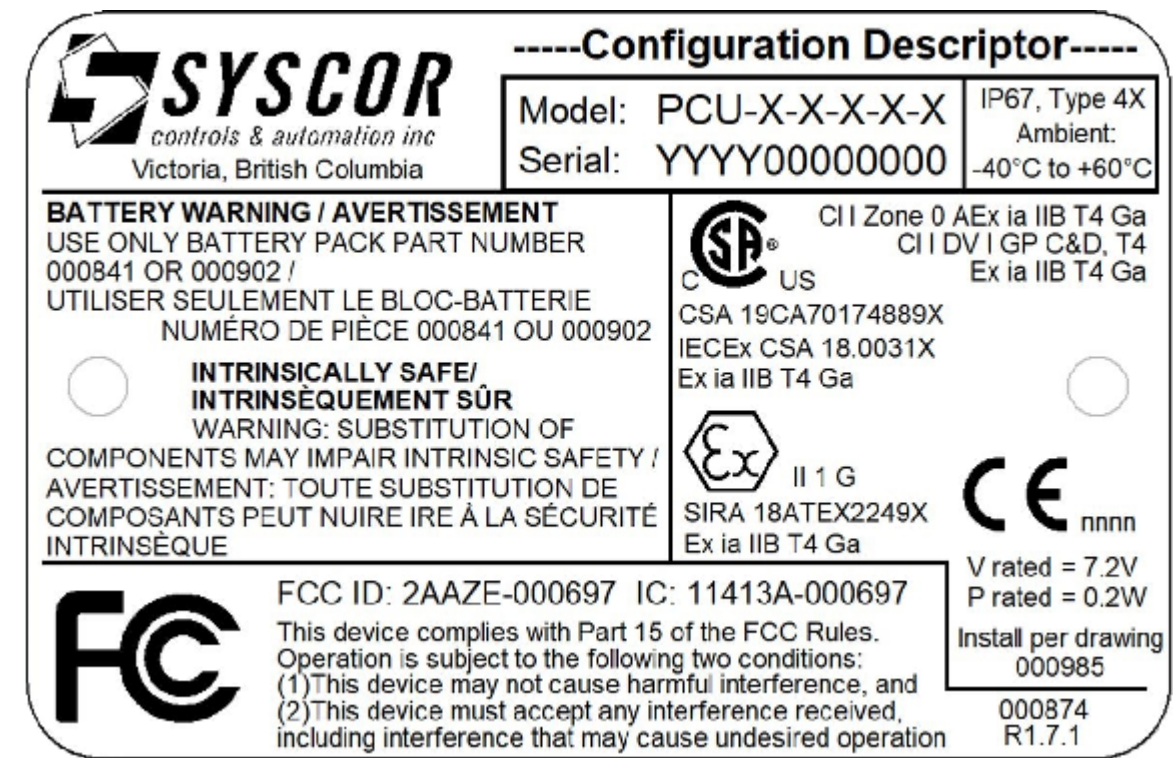 SYSCOR
controls & automation inc
Victoria, British Columbia
-----Configuration Descriptor-----
Model: PCU-X-X-X-X-X
Serial: YYYY00000000
IP67, Type 4X
Ambient:
-40°C to +60°C
BATTERY WARNING / AVERTISSEMENT
USE ONLY BATTERY PACK PART NUMBER
000841 OR 000902 /
UTILISER SEULEMENT LE BLOC-BATTERIE
NUMÉRO DE PIÈCE 000841 OU 000902
INTRINSICALLY SAFE/
INTRINSÈQUEMENT SÛR
WARNING: SUBSTITUTION OF
COMPONENTS MAY IMPAIR INTRINSIC SAFETY /
AVERTISSEMENT: TOUTE SUBSTITUTION DE
COMPOSANTS PEUT NUIRE IRE À LA SÉCURITÉ
INTRINSÈQUE
CSA®
C US
CI I Zone 0 AEx ia IIB T4 Ga
CI I DV I GP C&D, T4
Ex ia IIB T4 Ga
CSA 19CA70174889X
IECEx CSA 18.0031X
Ex ia IIB T4 Ga
Ex II 1 G
SIRA 18ATEX2249X
Ex ia IIB T4 Ga
CE nnnn
V rated = 7.2V
P rated = 0.2W
Install per drawing
000985
FC
FCC ID: 2AAZE-000697 IC: 11413A-000697
This device complies with Part 15 of the FCC Rules.
Operation is subject to the following two conditions:
(1)This device may not cause harmful interference, and
(2)This device must accept any interference received,
including interference that may cause undesired operation
000874
R1.7.1